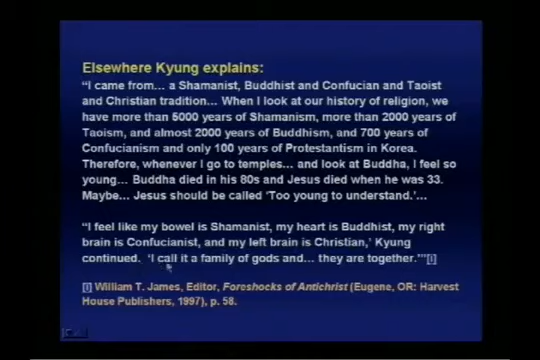 Elsewhere Kyung explains:
“I came from... a Shamanist, Buddhist and Confucian and Taoist
and Christian tradition... When I look at our history of religion, we
have more than 5000 years of Shamanism, more than 2000 years of
Taoism, and almost 2000 years of Buddhism, and 700 years of
Confucianism and only 100 years of Protestantism in Korea.
Therefore, whenever I go to temples... and look at Buddha, I feel so
young... Buddha died in his 80s and Jesus died when he was 33.
Maybe... Jesus should be called ‘Too young to understand.’...
“I feel like my bowel is Shamanist, my heart is Buddhist, my right
brain is Confucianist, and my left brain is Christian,’ Kyung
continued. ‘I call it a family of gods and... they are together.’”[i]
[i] William T. James, Editor, Foreshocks of Antichrist (Eugene, OR: Harvest
House Publishers, 1997), p. 58.